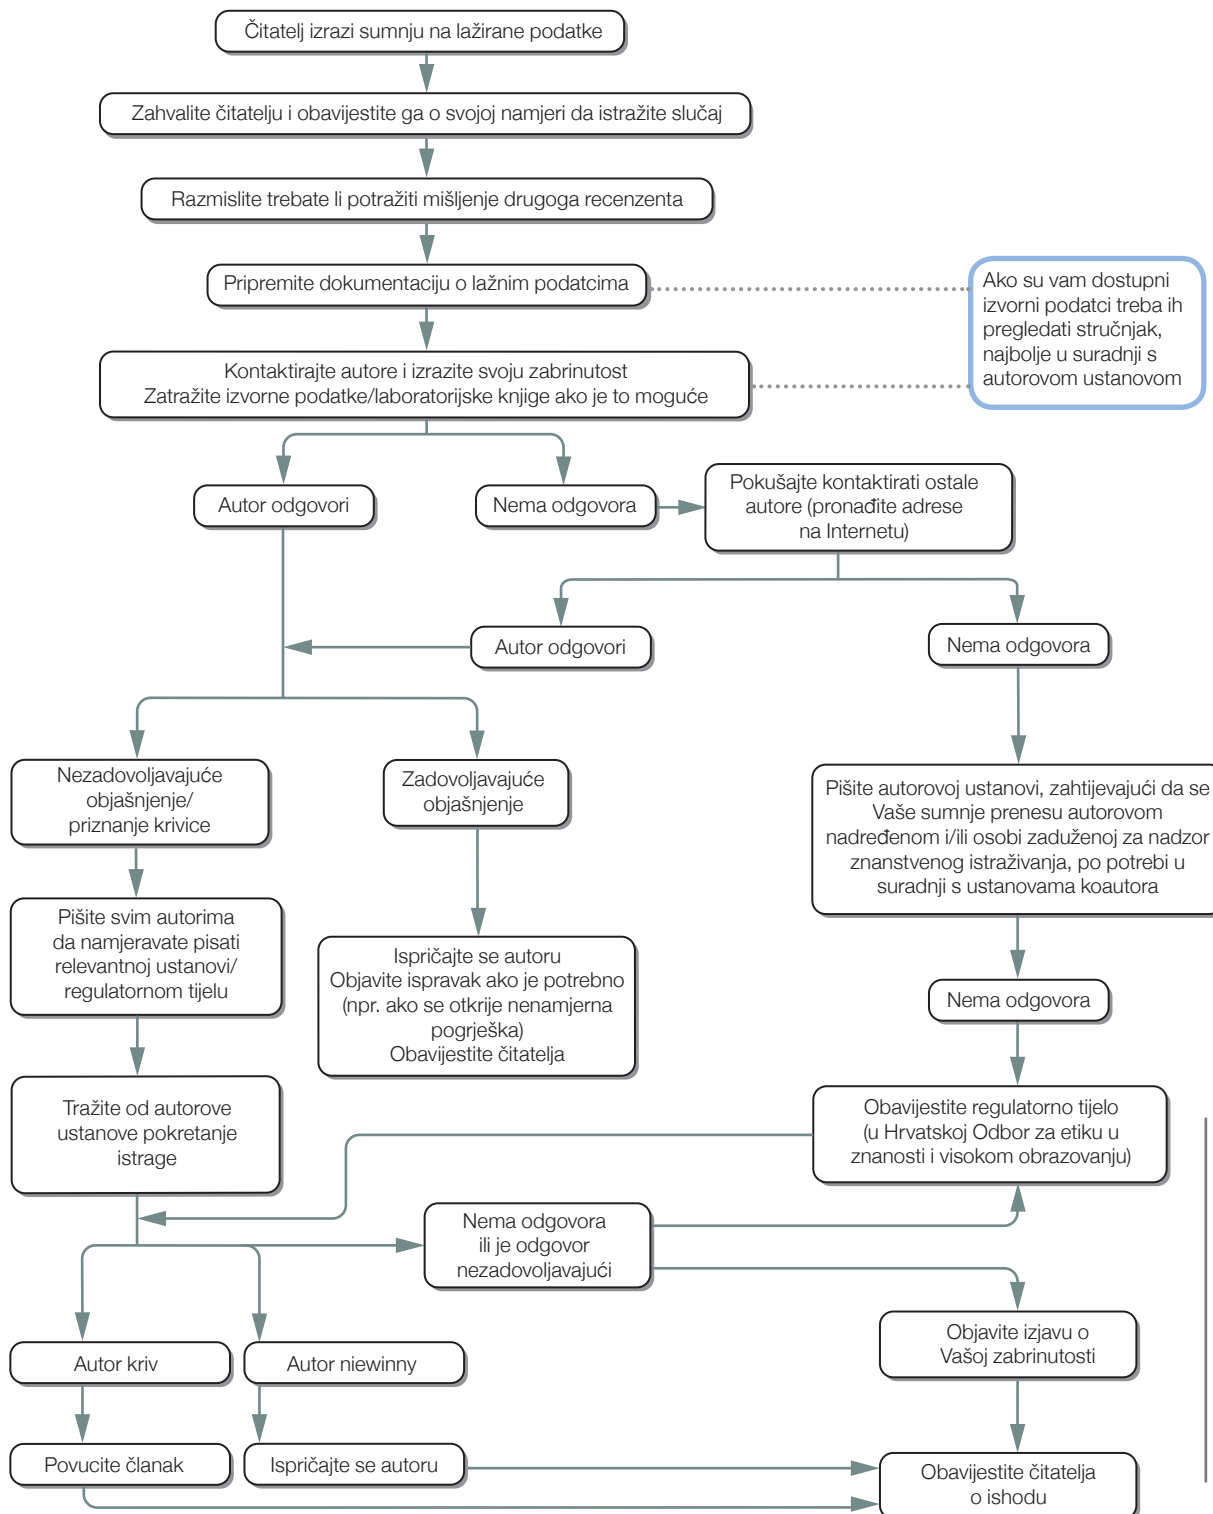 Čitatelj izrazi sumnju na lažirane podatke
Zahvalite čitatelju i obavijestite ga o svojoj namjeri da istražite slučaj
Razmislite trebate li potražiti mišljenje drugoga recenzenta
Pripremite dokumentaciju o lažnim podatcima
Ako su vam dostupni
izvorni podatci treba ih
pregledati stručnjak,
najbolje u suradnji s
autorovom ustanovom
Kontaktirajte autore i izrazite svoju zabrinutost
Zatražite izvorne podatke/laboratorijske knjige ako je to moguće
Autor odgovori
Nema odgovora
Pokušajte kontaktirati ostale
autore (pronađite adrese
na Internetu)
Autor odgovori
Nema odgovora
Nezadovoljavajuće
objašnjenje/
priznanje krivice
Zadovoljavajuće
objašnjenje
Pišite autorovoj ustanovi, zahtijevajući da se
Vaše sumnje prenesu autorovom
nadređenom i/ili osobi zaduženoj za nadzor
znanstvenog istraživanja, po potrebi u
suradnji s ustanovama koautora
Pišite svim autorima
da namjeravate pisati
relevantnoj ustanovi/
regulatornom tijelu
Ispričajte se autoru
Objavite ispravak ako je potrebno
(npr. ako se otkrije nenamjerna
pogrješka)
Obavijestite čitatelja
Nema odgovora
Tražite od autorove
ustanove pokretanje
istrage
Obavijestite regulatorno tijelo
(u Hrvatskoj Odbor za etiku u
znanosti i visokom obrazovanju)
Nema odgovora
ili je odgovor
nezadovoljavajući
Objavite izjavu o
Vašoj zabrinutosti
Autor kriv
Autor niewinny
Povucite članak
Ispričajte se autoru
Obavijestite čitatelja
o ishodu